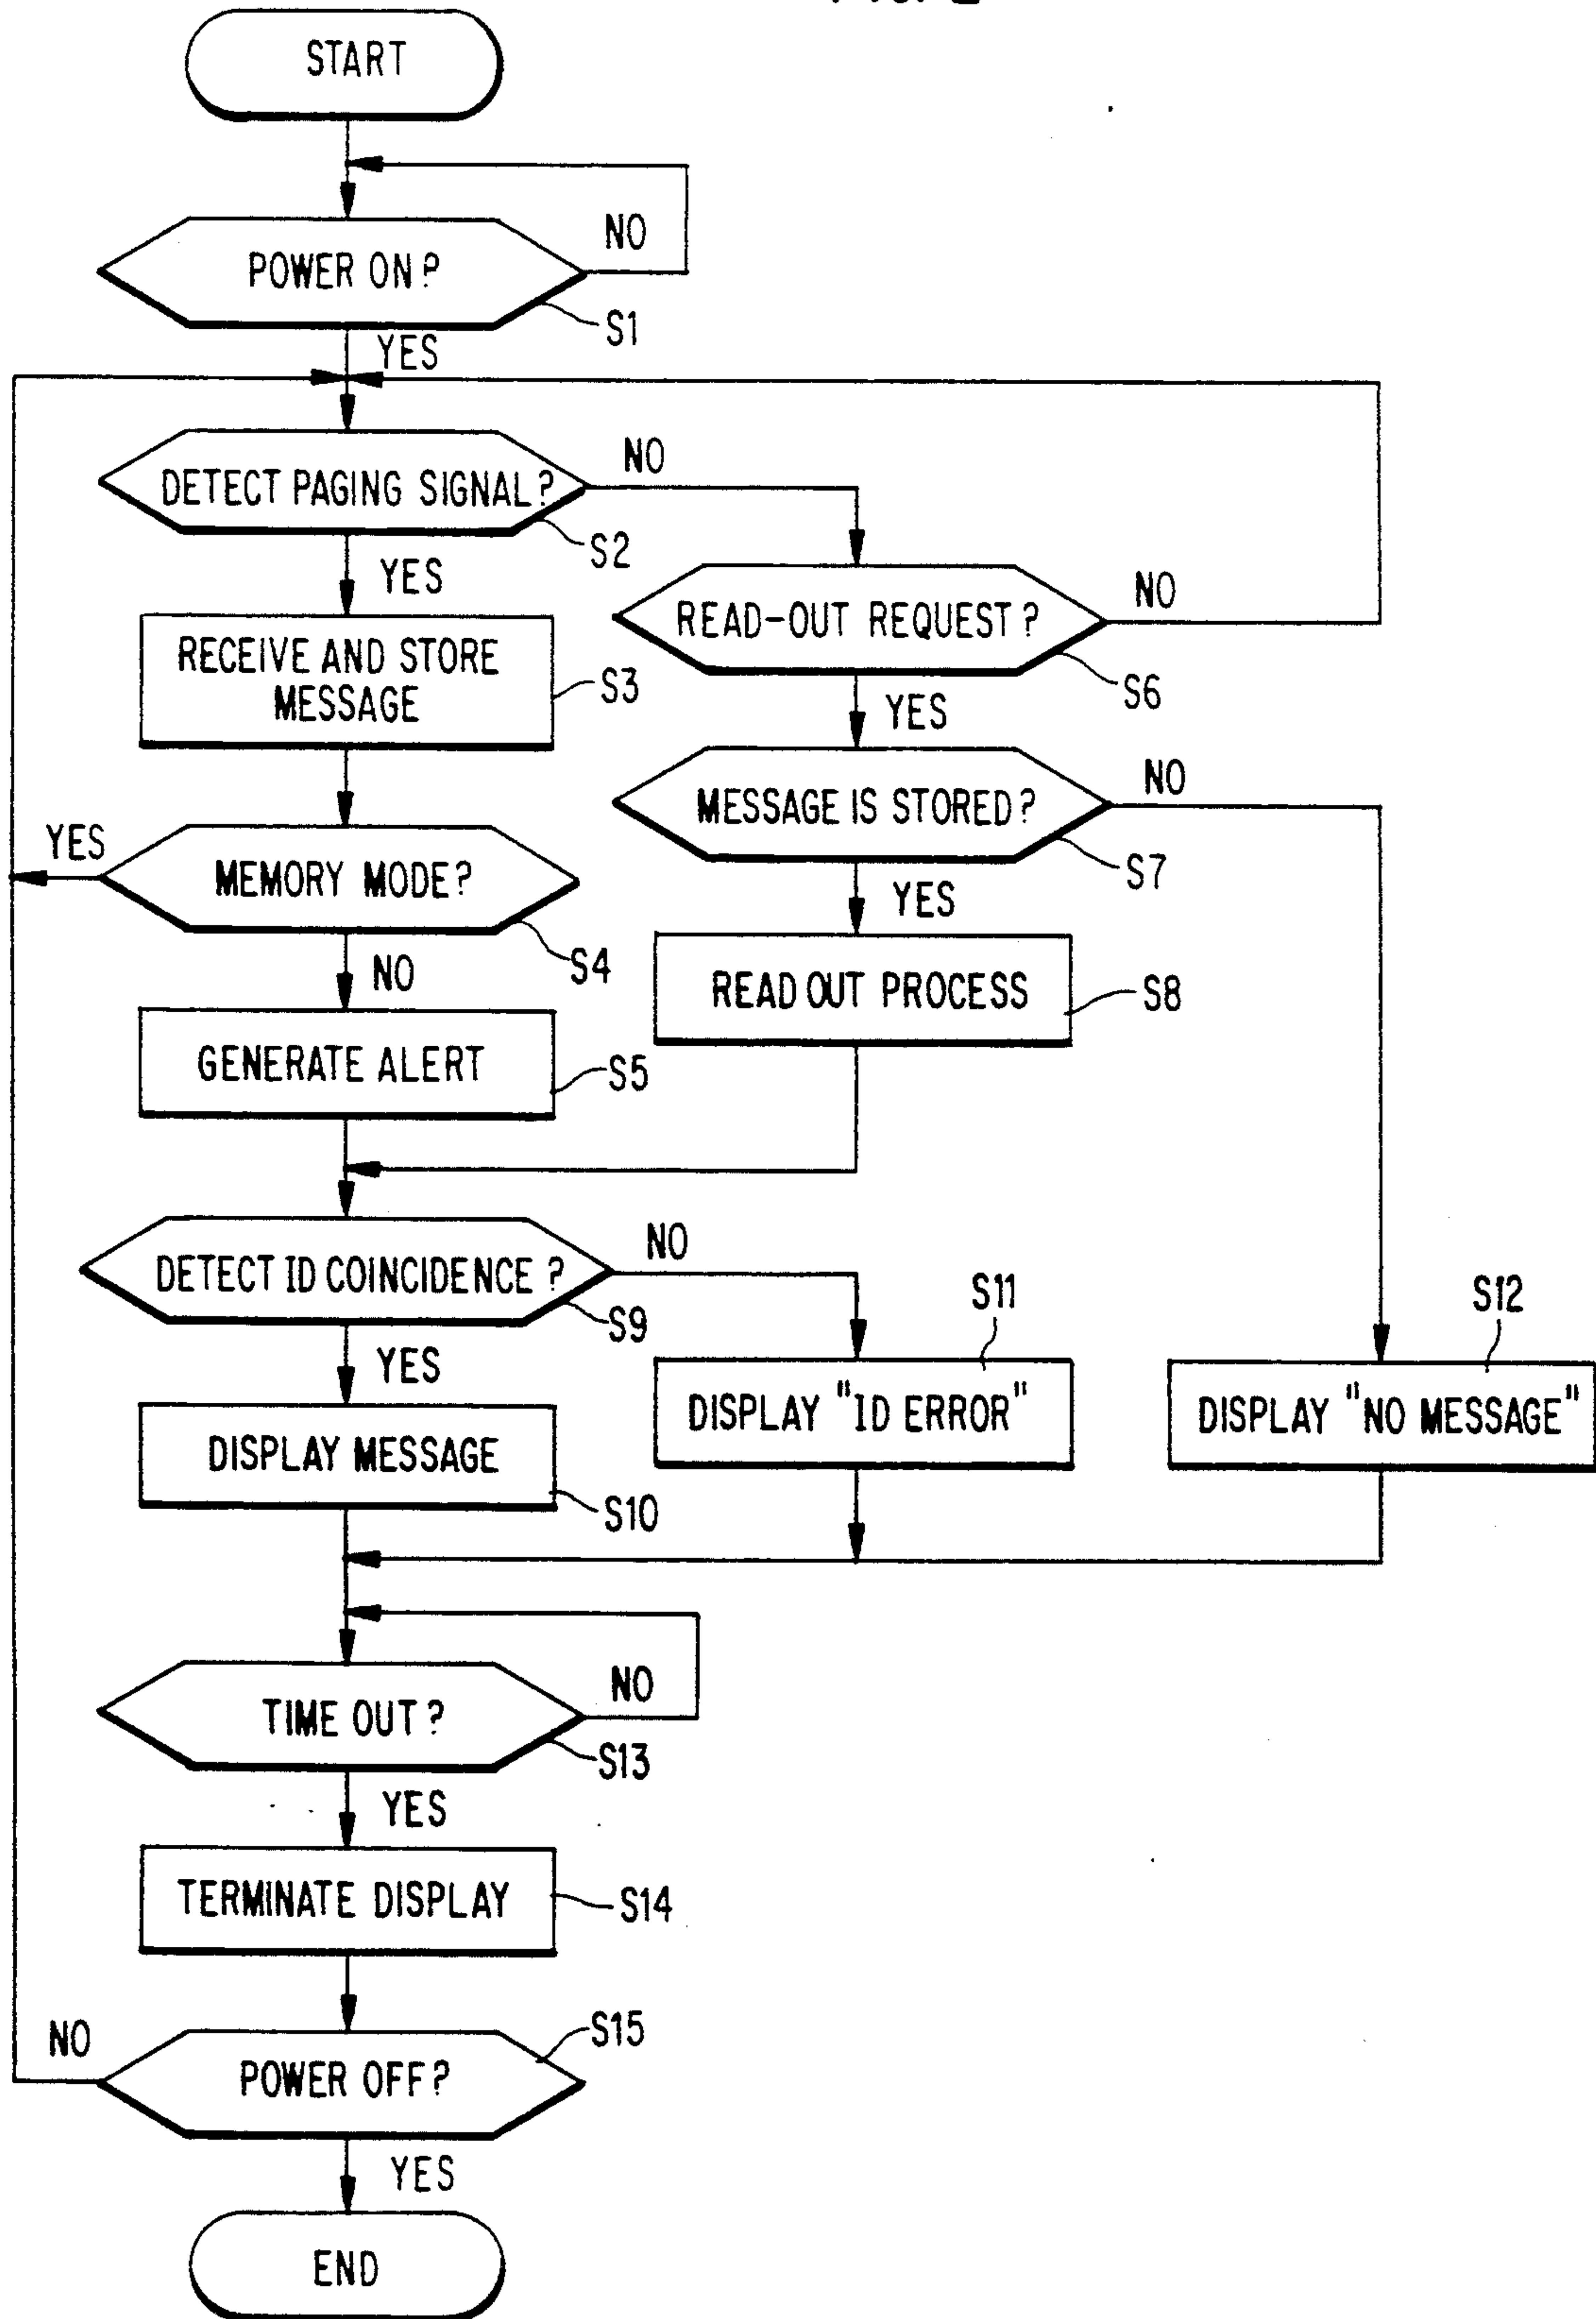 START
NO
POWER ON?
S1
YES
DETECT PAGING SIGNAL?
NO
S2
YES
READ-OUT REQUEST?
NO
S6
RECEIVE AND STORE
MESSAGE
S3
YES
MESSAGE IS STORED?
NO
S7
YES
MEMORY MODE?
S4
YES
NO
READ OUT PROCESS
S8
GENERATE ALERT
S5
DETECT ID COINCIDENCE?
NO
S9
YES
S11
S12
DISPLAY "ID ERROR"
DISPLAY "NO MESSAGE"
DISPLAY MESSAGE
S10
NO
TIME OUT?
S13
YES
TERMINATE DISPLAY
S14
S15
NO
POWER OFF?
YES
END